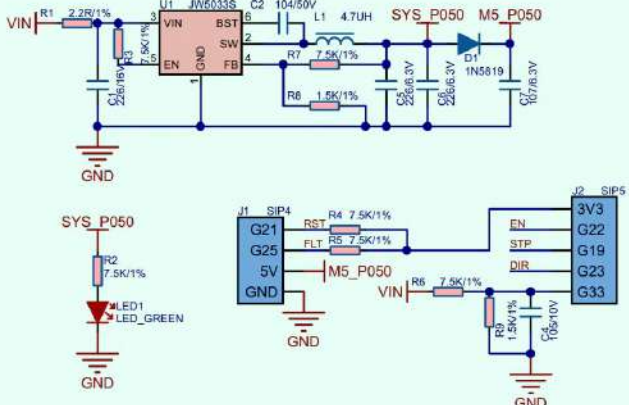 U1 JW5033S
C2 104/50V
L1 4.7UH
SYS_P050
M5_P050
VIN
R1 2.2R/1%
R3
7.5K/1%
3 VIN
BST 6
SW 2
5 EN
FB 4
GND
1
R7 7.5K/1%
R8 1.5K/1%
C1
226/16V
C5
226/6.3V
C6
226/6.3V
D1
1N5819
C7
107/6.3V
GND
SYS_P050
R2
7.5K/1%
LED1
LED_GREEN
GND
J1 SIP4
G21
G25
5V
GND
RST
FLT
R4 7.5K/1%
R5 7.5K/1%
M5_P050
GND
J2 SIP5
3V3
G22
G19
G23
G33
EN
STP
DIR
VIN
R6 7.5K/1%
R9
1.5K/1%
C4
105/10V
GND